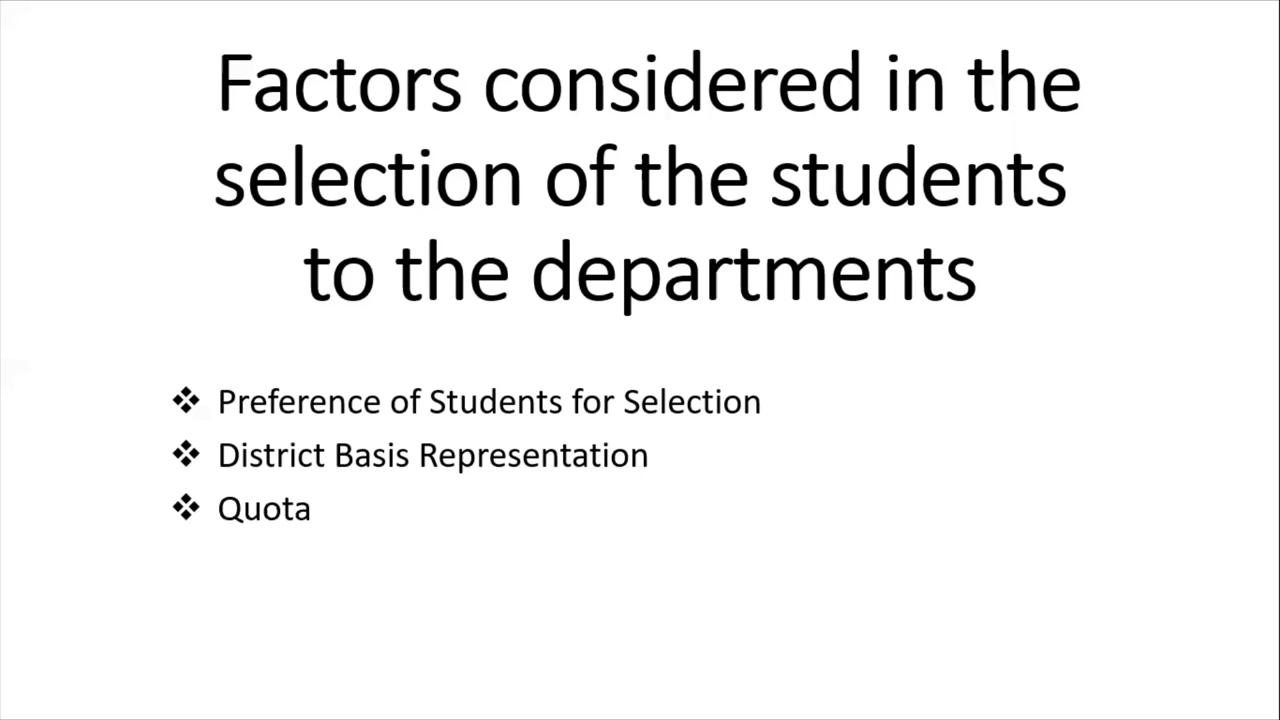 Factors considered in the
selection of the students
to the departments
❖ Preference of Students for Selection
❖ District Basis Representation
❖ Quota